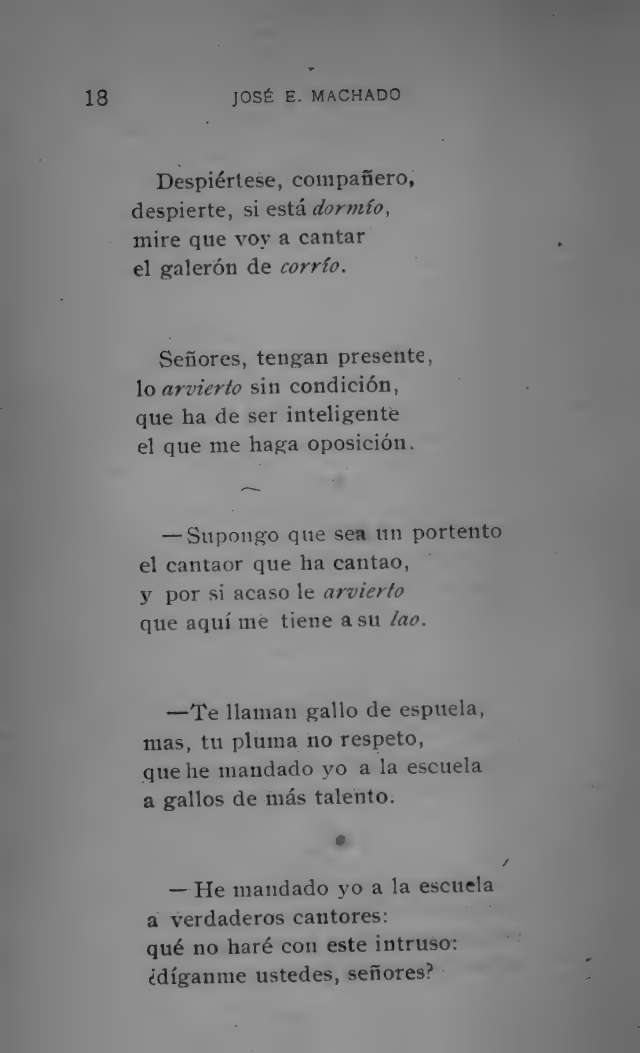 18 JOSÉ E. MACHADO
Despiértese, compañero,
despierte, si está dormío,
mire que voy a cantar
el galerón de corrío.
Señores, tengan presente,
lo arvierto sin condición,
que ha de ser inteligente
el que me haga oposición.
—Supongo que sea un portento
el cantaor que ha cantao,
y por si acaso le arvierto
que aquí me tiene a su lao.
—Te llaman gallo de espuela,
mas, tu pluma no respeto,
que he mandado yo a la escuela
a gallos de más talento.
—He mandado yo a la escuela
a verdaderos cantores:
qué no haré con este intruso:
¿díganme ustedes, señores?